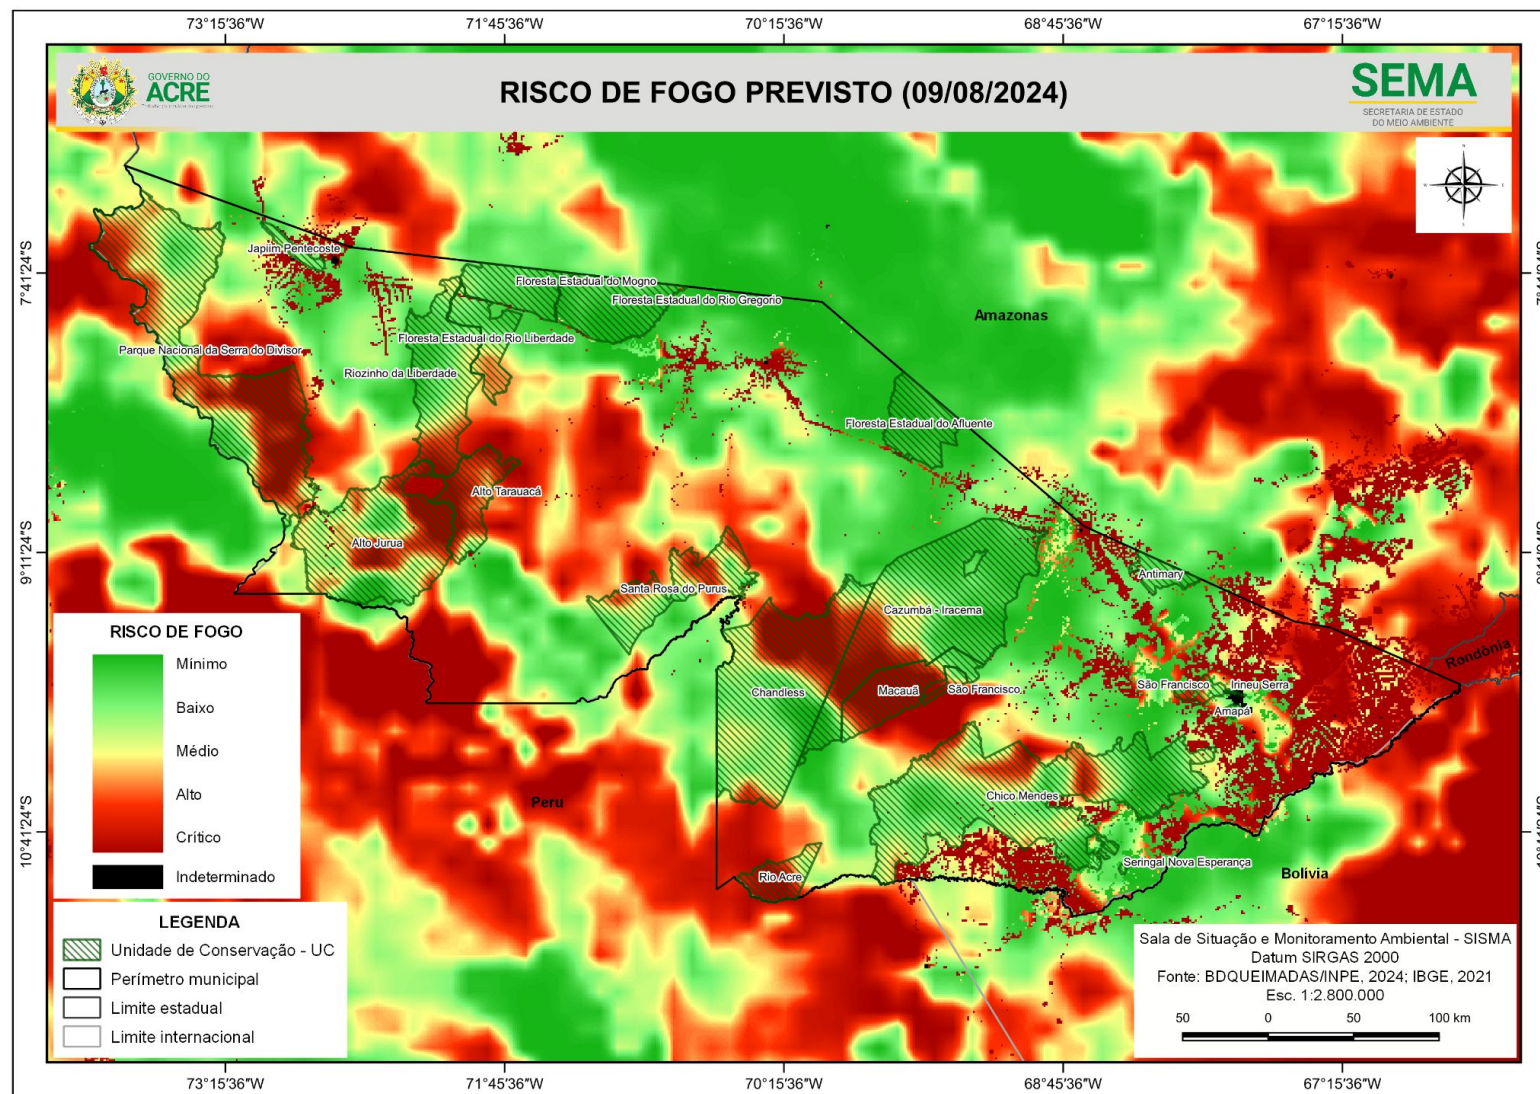 73°15'36"W
71°45'36"W
70°15'36"W
68°45'36"W
67°15'36"W
GOVERNO DO
ACRE
RISCO DE FOGO PREVISTO (09/08/2024)
SEMA
SECRETARIA DE ESTADO
DO MEIO AMBIENTE
N
W
E
S
7°41'24"S
9°11'24"S
10°41'24"S
Japiim Pentecoste
Floresta Estadual do Mogno
Floresta Estadual do Rio Gregorio
Amazonas
Floresta Estadual do Rio Liberdade
Parque Nacional da Serra do Divisor
Riozinho da Liberdade
Floresta Estadual do Afluente
Alto Tarauacá
Alto Jurua
Antimary
Santa Rosa do Purus
Cazumbá - Iracema
Rondônia
Chandless
Macauã
São Francisco
São Francisco
Irineu Serra
Amapá
Peru
Chico Mendes
Seringal Nova Esperança
Rio Acre
Bolívia
RISCO DE FOGO
Mínimo
Baixo
Médio
Alto
Crítico
Indeterminado
LEGENDA
Unidade de Conservação - UC
Perímetro municipal
Limite estadual
Limite internacional
Sala de Situação e Monitoramento Ambiental - SISMA
Datum SIRGAS 2000
Fonte: BDQUEIMADAS/INPE, 2024; IBGE, 2021
Esc. 1:2.800.000
50 0 50 100 km
73°15'36"W
71°45'36"W
70°15'36"W
68°45'36"W
67°15'36"W